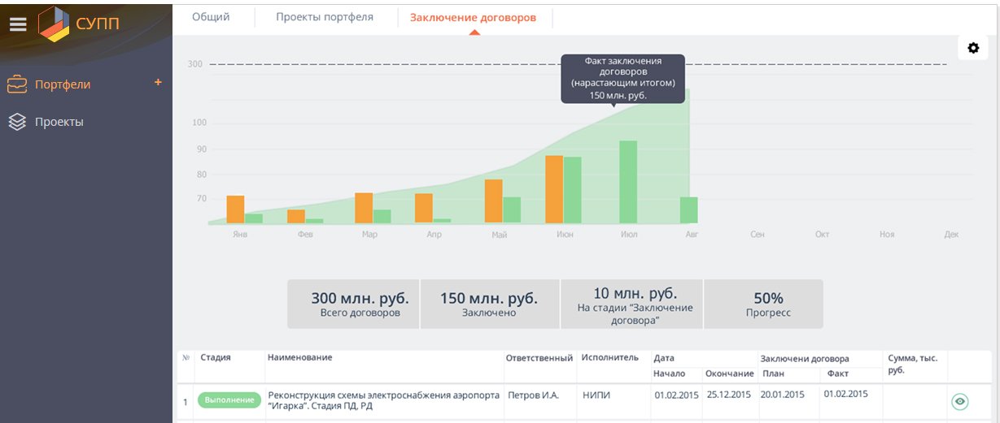 СУПП
Общий
Проекты портфеля
Заключение договоров
Портфели
+
Проекты
Факт заключения
договоров
(нарастающим итогом)
150 млн. руб.
300
100
90
80
70
Янв Фев Мар Апр Май Июн Июл Авг Сен Окт Ноя Дек
300 млн. руб.
Всего договоров
150 млн. руб.
Заключено
10 млн. руб.
На стадии “Заключение
договора”
50%
Прогресс
№ Стадия Наименование Ответственный Исполнитель Дата Заключени договора Сумма, тыс.
руб.
Начало Окончание План Факт
1 Выполнение Реконструкция схемы электроснабжения аэропорта Петров И.А. НИПИ 01.02.2015 25.12.2015 20.01.2015 01.02.2015
“Игарка”. Стадия ПД, РД